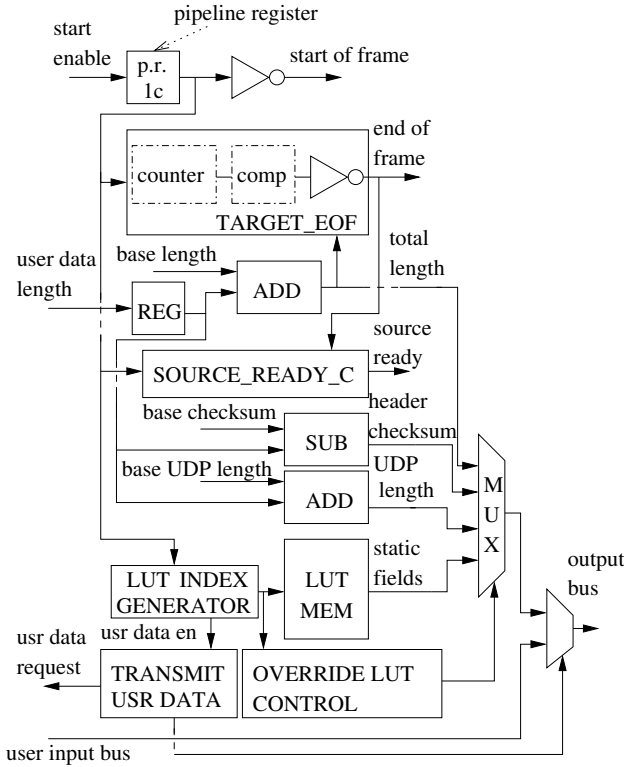 pipeline register
start
enable
p.r.
1c
start of frame
end of
frame
counter
comp
TARGET_EOF
base length
total
length
user data
length
REG
ADD
source
ready
SOURCE_READY_C
base checksum
header
checksum
SUB
base UDP length
UDP
length
ADD
M
U
X
LUT INDEX
GENERATOR
LUT
MEM
static
fields
output
bus
usr data en
usr data
request
TRANSMIT
USR DATA
OVERRIDE LUT
CONTROL
user input bus